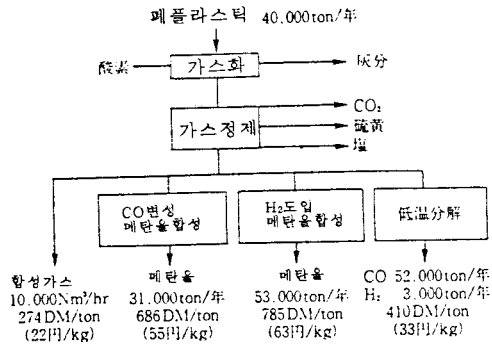 폐플라스틱 40.000ton/年
酸素
가스화
灰分
가스정제
CO₂
硫黄
塩
CO변성
메탄올합성
H₂도입
메탄올합성
低温分解
합성가스
10.000Nm³/hr
274DM/ton
(22円/kg)
메탄올
31.000ton/年
686DM/ton
(55円/kg)
메탄올
53.000ton/年
785DM/ton
(63円/kg)
CO 52.000ton/年
H₂ 3.000ton/年
410DM/ton
(33円/kg)